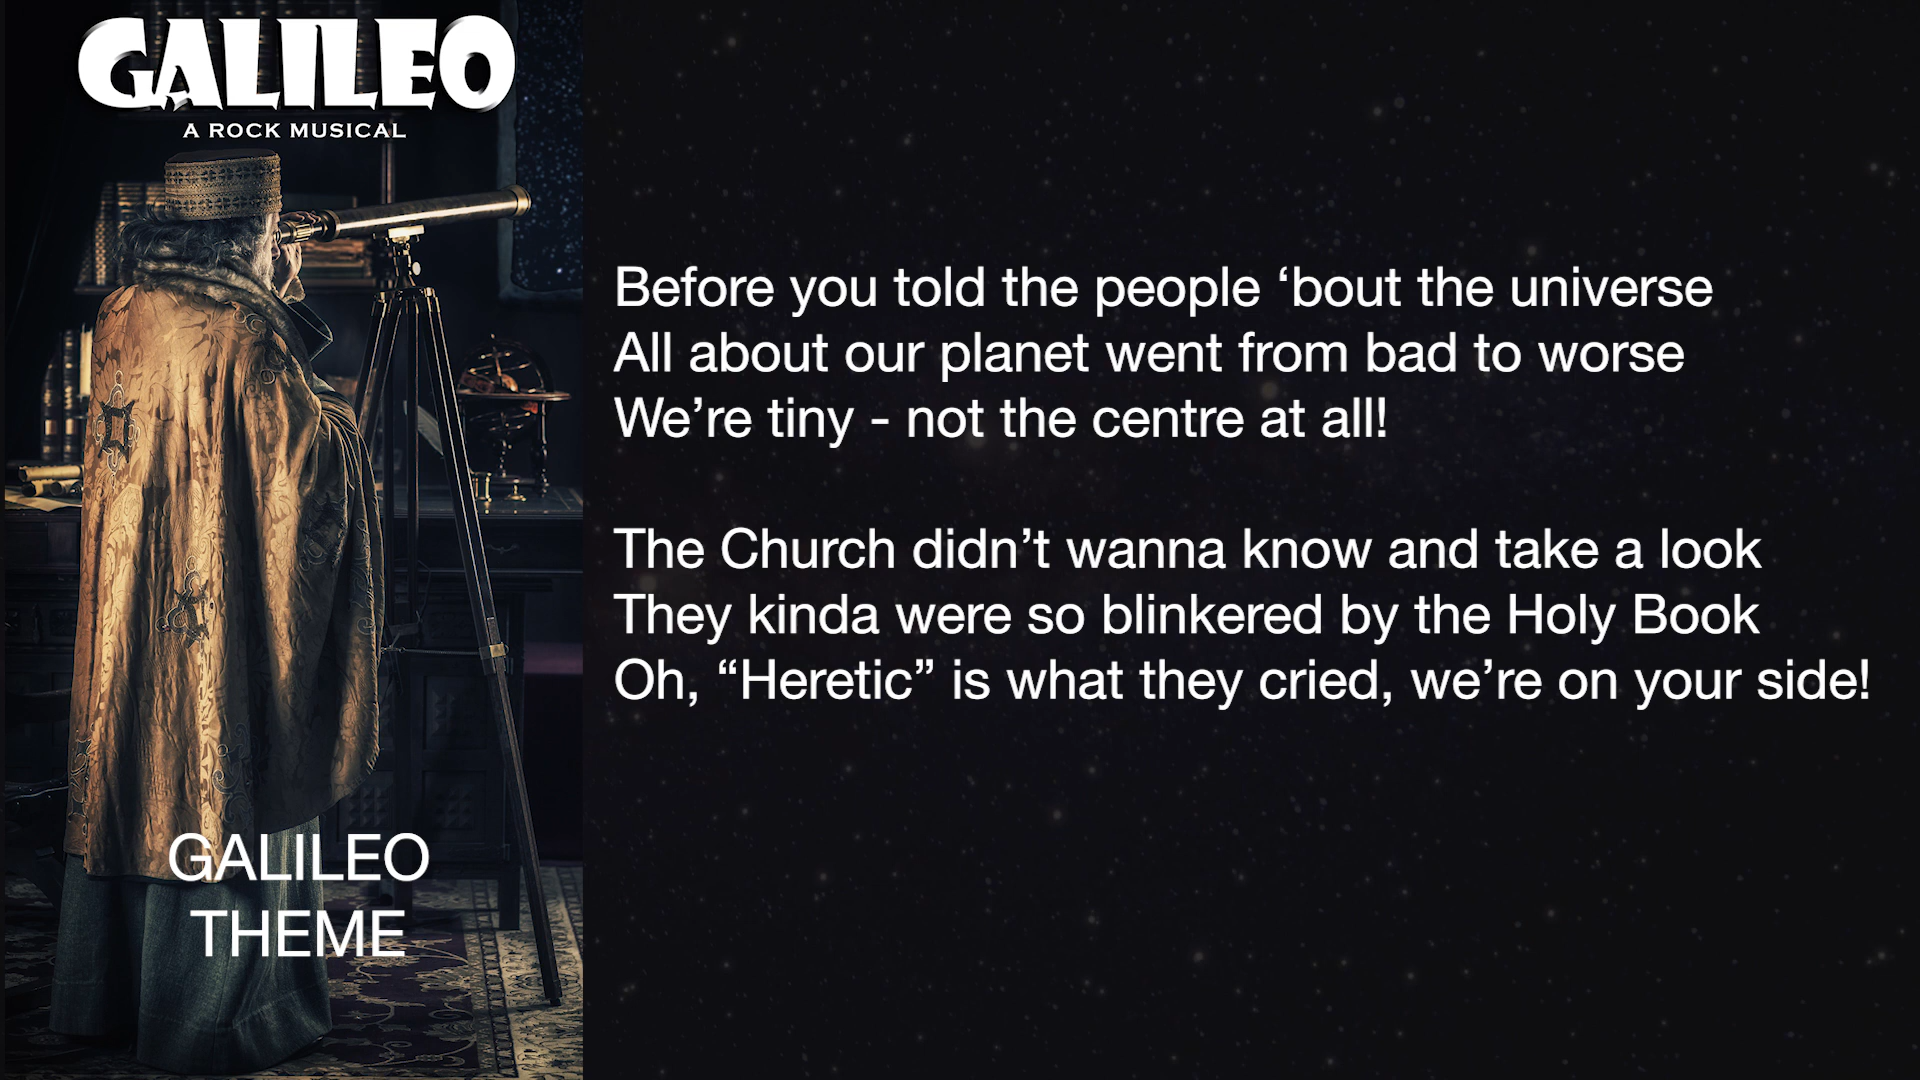 GALILEO
A ROCK MUSICAL
GALILEO
THEME
Before you told the people ‘bout the universe
All about our planet went from bad to worse
We’re tiny - not the centre at all!
The Church didn’t wanna know and take a look
They kinda were so blinkered by the Holy Book
Oh, “Heretic” is what they cried, we’re on your side!